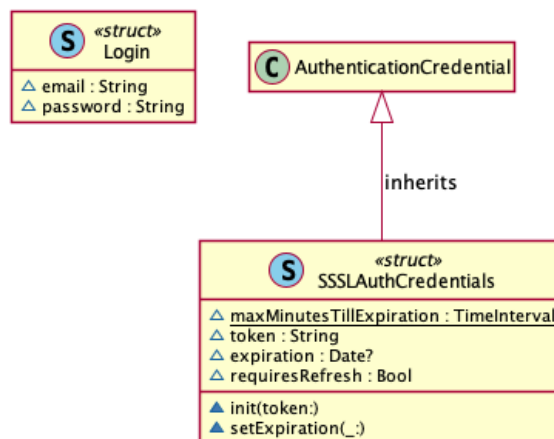 S «struct»
Login
email : String
password : String
C AuthenticationCredential
inherits
S «struct»
SSSLAuthCredentials
maxMinutesTillExpiration : TimeInterval
token : String
expiration : Date?
requiresRefresh : Bool
init(token:)
setExpiration(_:)